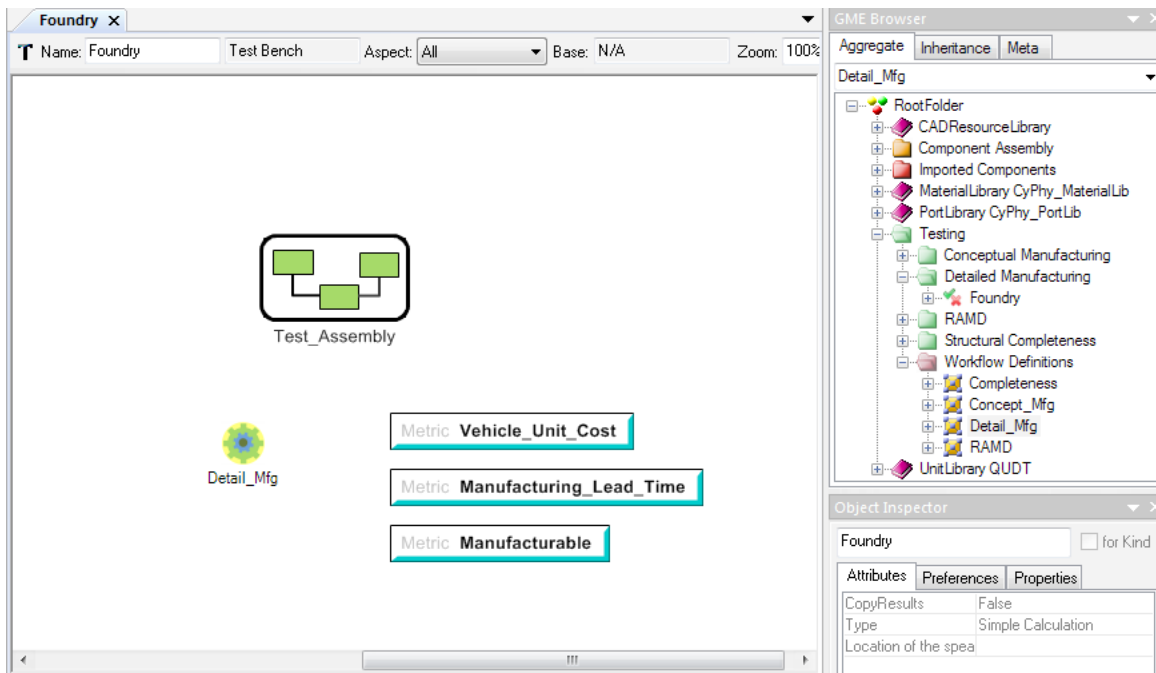 Foundry X
GME Browser
Name: Foundry Test Bench Aspect: All Base: N/A Zoom: 100%
Aggregate Inheritance Meta
Detail_Mfg
RootFolder
CADResourceLibrary
Component Assembly
Imported Components
MaterialLibrary CyPhy_MaterialLib
PortLibrary CyPhy_PortLib
Testing
Conceptual Manufacturing
Detailed Manufacturing
Foundry
RAMD
Structural Completeness
Workflow Definitions
Completeness
Concept_Mfg
Detail_Mfg
RAMD
UnitLibrary QUDT
Test_Assembly
Detail_Mfg
Metric Vehicle_Unit_Cost
Metric Manufacturing_Lead_Time
Metric Manufacturable
Object Inspector
Foundry for Kind
Attributes Preferences Properties
CopyResults False
Type Simple Calculation
Location of the spea